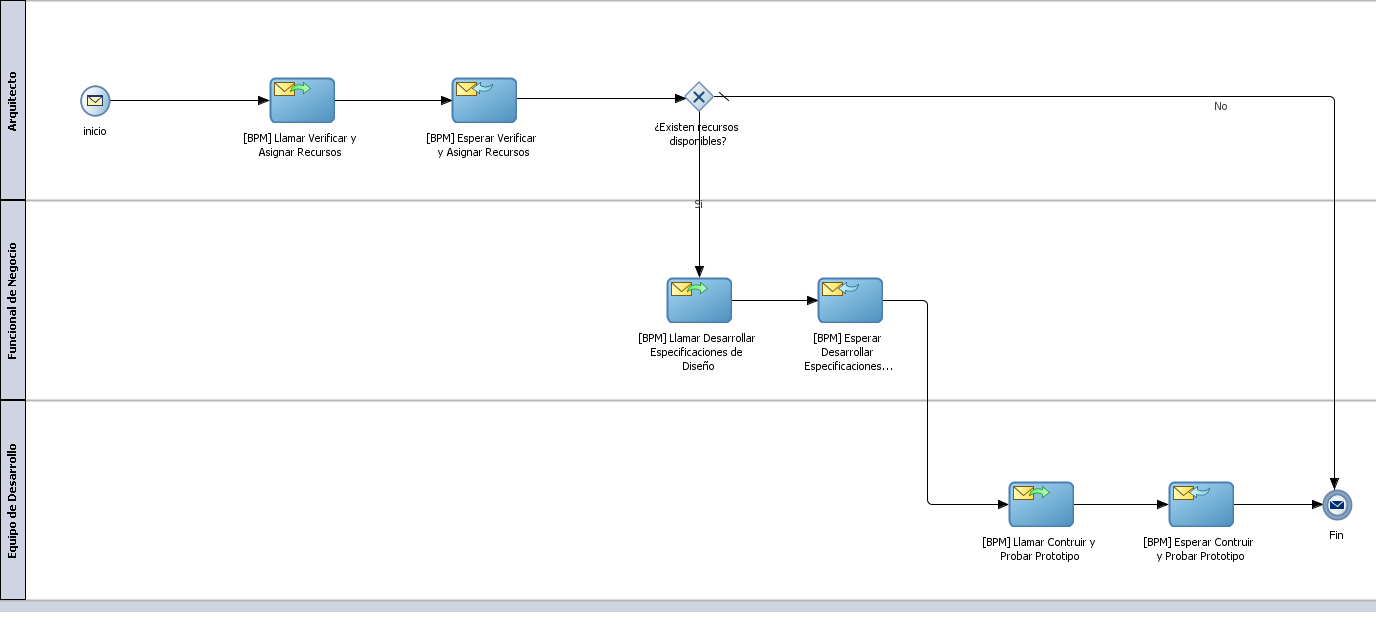 Arquitecto
inicio
[BPM] Llamar Verificar y
Asignar Recursos
[BPM] Esperar Verificar
y Asignar Recursos
¿Existen recursos
disponibles?
No
Si
Funcional de Negocio
[BPM] Llamar Desarrollar
Especificaciones de
Diseño
[BPM] Esperar
Desarrollar
Especificaciones...
Equipo de Desarrollo
[BPM] Llamar Contruir y
Probar Prototipo
[BPM] Esperar Contruir
y Probar Prototipo
Fin